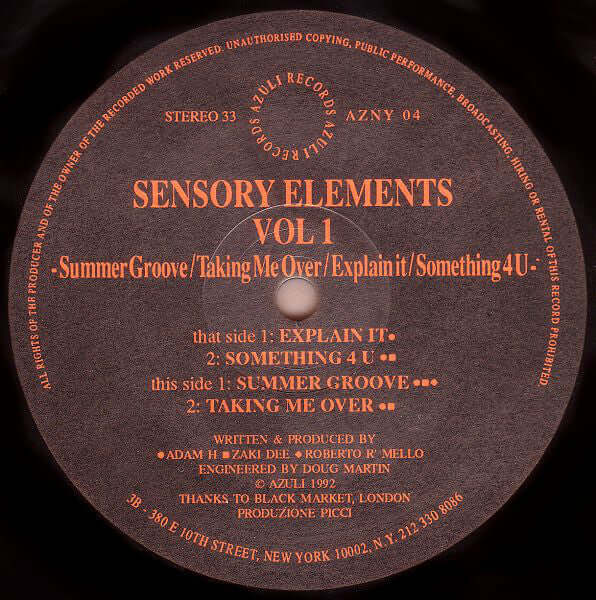 ALL RIGHTS OF THE PRODUCER AND OF THE OWNER OF THE RECORDED WORK RESERVED. UNAUTHORISED COPYING, PUBLIC PERFORMANCE, BROADCASTING, HIRING OR RENTAL OF THIS RECORD PROHIBITED
AZULI RECORDS AZULI RECORDS
STEREO 33 AZNY 04
SENSORY ELEMENTS
VOL 1
-Summer Groove/Taking Me Over/Explain it/Something 4 U-
that side 1: EXPLAIN IT●
2: SOMETHING 4 U ●■
this side 1: SUMMER GROOVE ●■◆
2: TAKING ME OVER ●■
WRITTEN & PRODUCED BY
●ADAM H ■ZAKI DEE ◆ROBERTO R' MELLO
ENGINEERED BY DOUG MARTIN
© AZULI 1992
THANKS TO BLACK MARKET, LONDON
PRODUZIONE PICCI
3B - 380 E 10TH STREET, NEW YORK 10002, N.Y. 212 330 8086